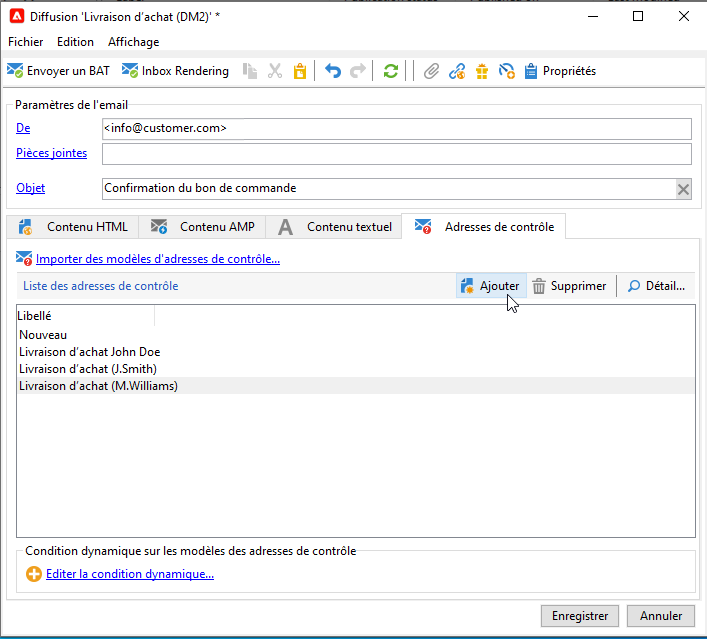 Diffusion 'Livraison d'achat (DM2)' *
Fichier Edition Affichage
Envoyer un BAT Inbox Rendering Propriétés
Paramètres de l'email
De <info@customer.com>
Pièces jointes
Objet Confirmation du bon de commande
Contenu HTML Contenu AMP Contenu textuel Adresses de contrôle
Importer des modèles d'adresses de contrôle...
Liste des adresses de contrôle Ajouter Supprimer Détail...
Libellé
Nouveau
Livraison d'achat John Doe
Livraison d'achat (J.Smith)
Livraison d'achat (M.Williams)
Condition dynamique sur les modèles des adresses de contrôle
Editer la condition dynamique...
Enregistrer Annuler